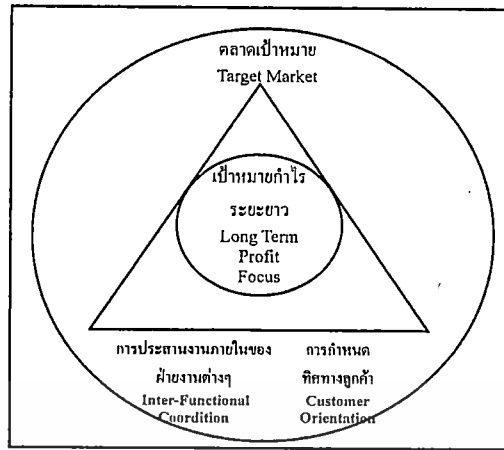 ตลาดเป้าหมาย
Target Market
เป้าหมายกำไร
ระยะยาว
Long Term
Profit
Focus
การประสานงานภายในของ
ฝ่ายงานต่างๆ
Inter-Functional
Coordition
การกำหนด
ทิศทางลูกค้า
Customer
Orientation